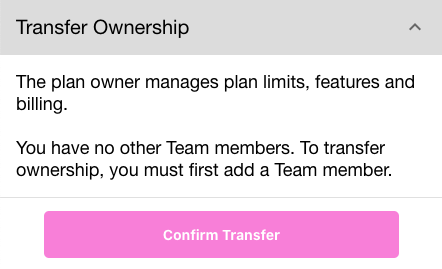 Transfer Ownership
The plan owner manages plan limits, features and
billing.
You have no other Team members. To transfer
ownership, you must first add a Team member.
Confirm Transfer